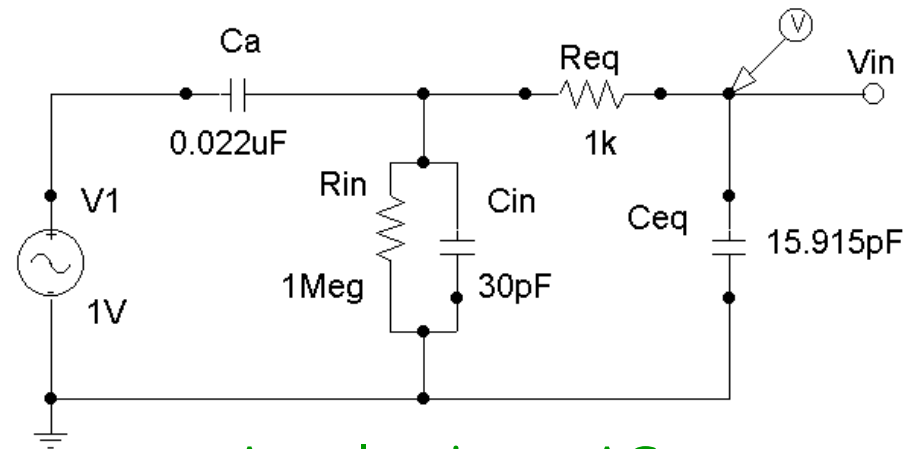 Ca
0.022uF
Req
1k
V
Vin
V1
1V
Rin
1Meg
Cin
30pF
Ceq
15.915pF
+
-